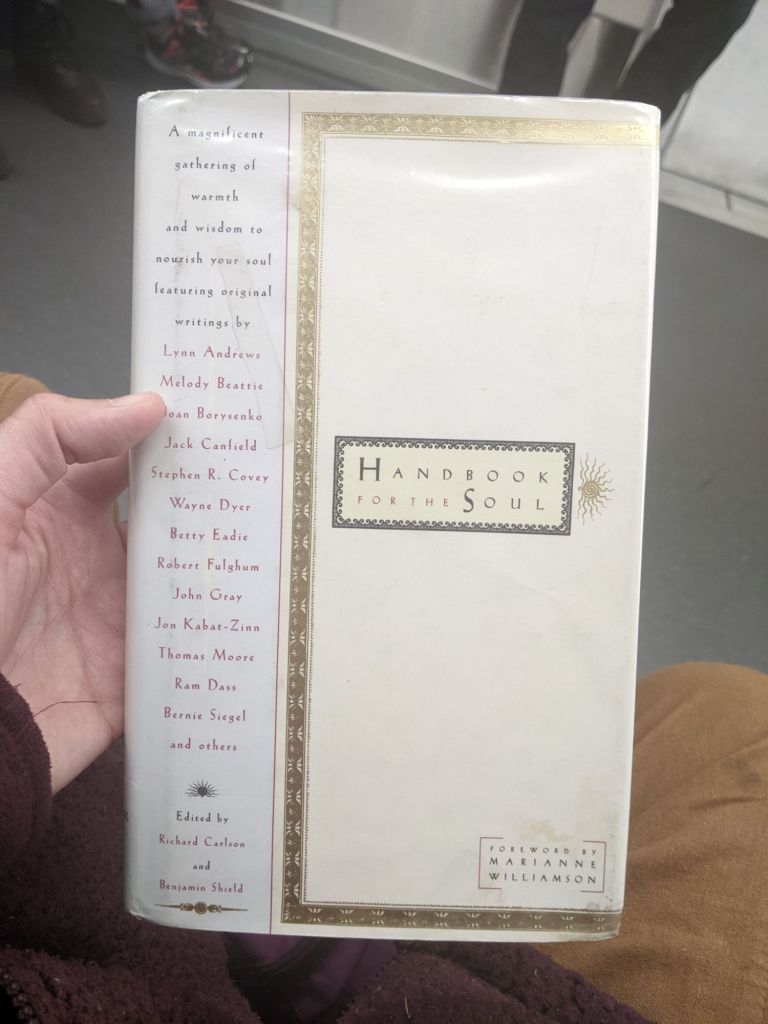 A magnificent
gathering of
warmth
and wisdom to
nourish your soul
featuring original
writings by
Lynn Andrews
Melody Beattie
Joan Borysenko
Jack Canfield
Stephen R. Covey
Wayne Dyer
Betty Eadie
Robert Fulghum
John Gray
Jon Kabat-Zinn
Thomas Moore
Ram Dass
Bernie Siegel
and others
Edited by
Richard Carlson
and
Benjamin Shield
HANDBOOK
FOR THE SOUL
FOREWORD BY
MARIANNE
WILLIAMSON